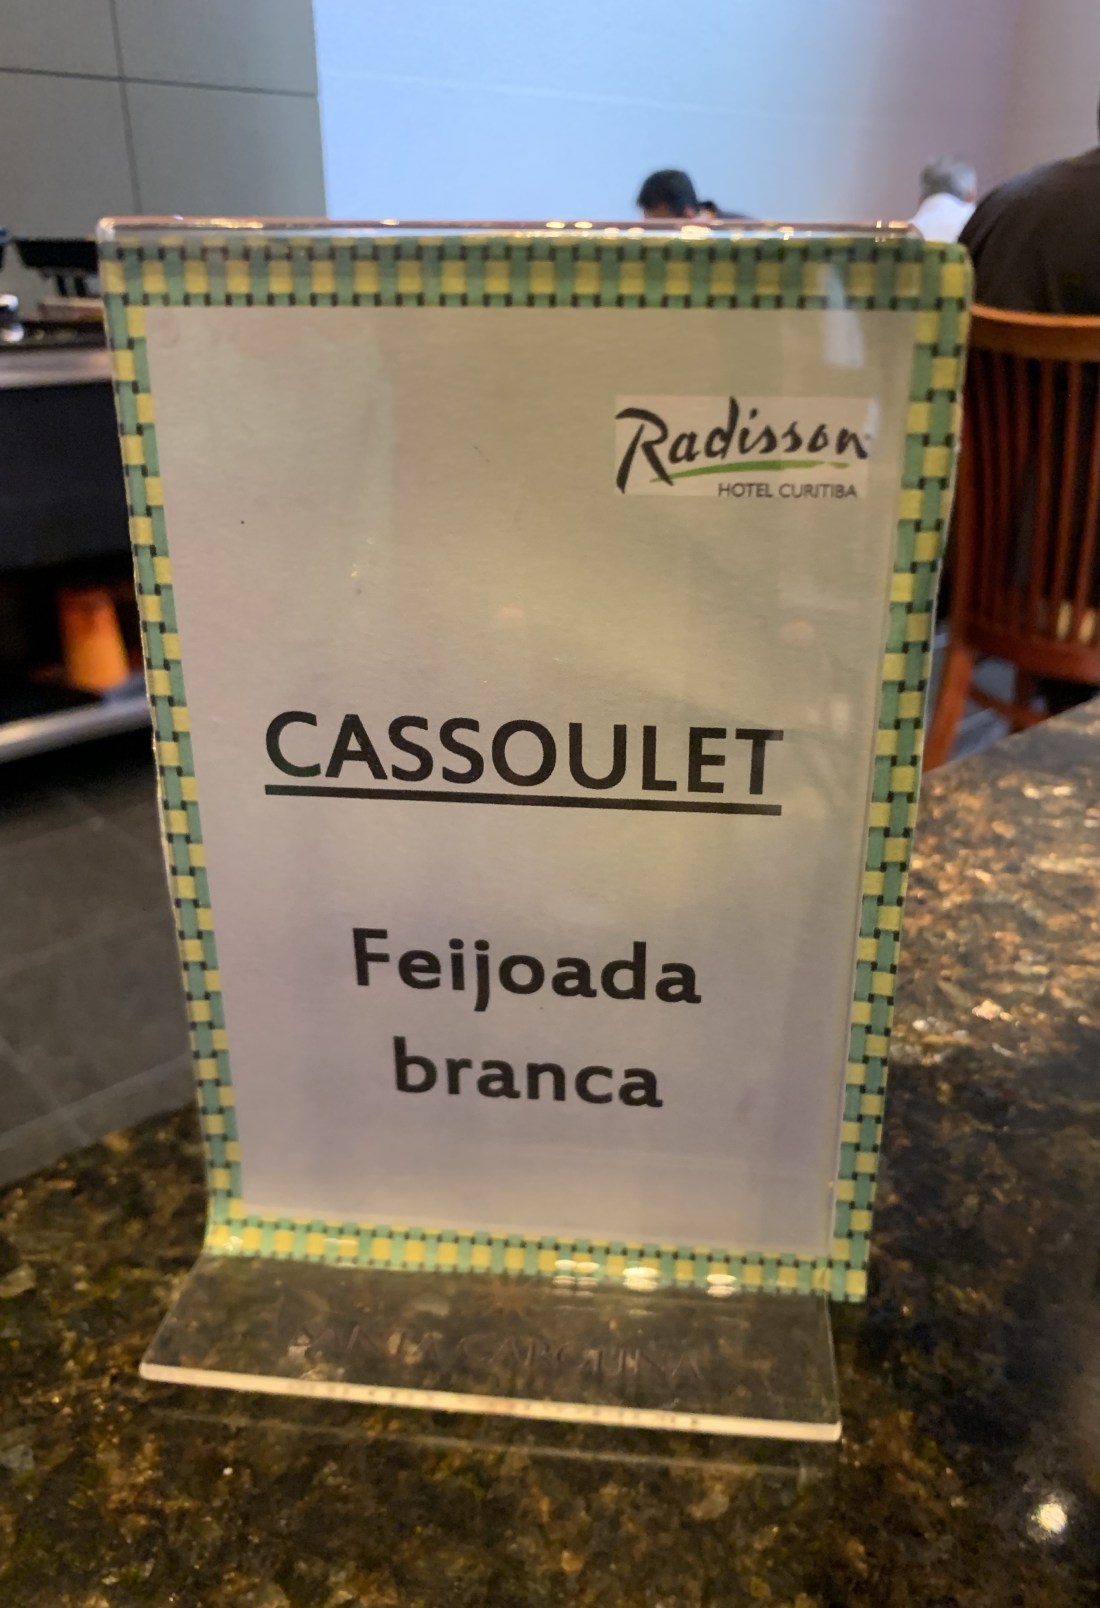 Radisson
HOTEL CURITIBA
CASSOULET
Feijoada
branca